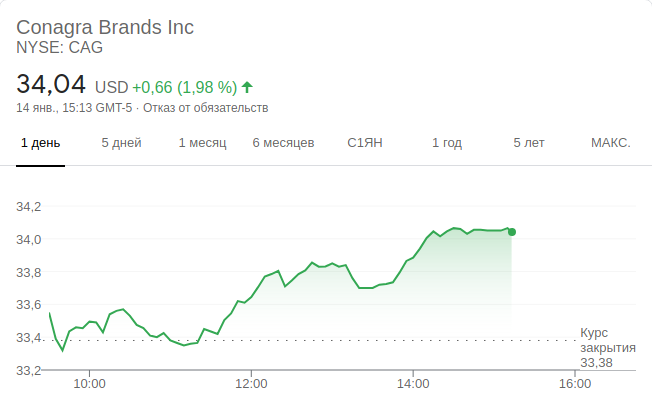 Conagra Brands Inc
NYSE: CAG
34,04 USD +0,66 (1,98 %)
14 янв., 15:13 GMT-5 · Отказ от обязательств
1 день 5 дней 1 месяц 6 месяцев С1ЯН 1 год 5 лет МАКС.
34,2
34,0
33,8
33,6
33,4
Курс
закрытия
33,38
33,2
10:00 12:00 14:00 16:00